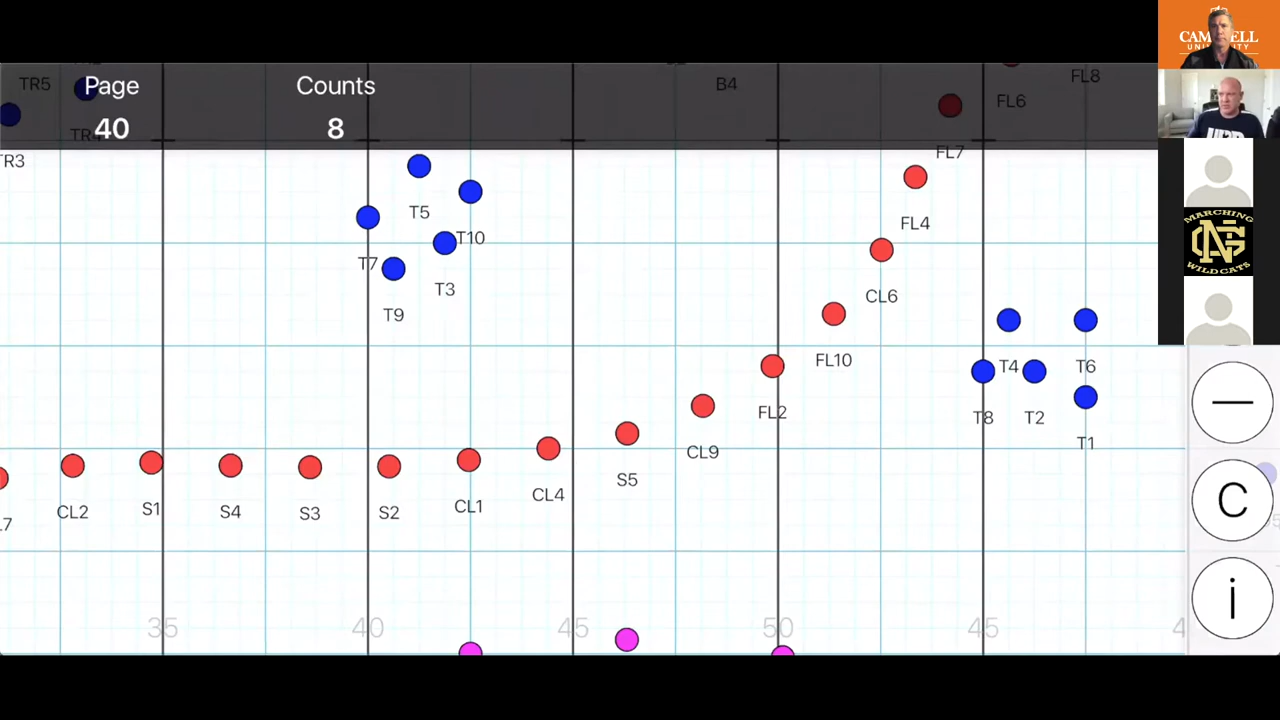 TR5
Page
Counts
B4
FL8
FL6
40
8
TR3
FL7
T5
T10
FL4
T7
T3
CL6
T9
FL10
T4
T6
FL2
T8
T2
CL9
T1
S5
CL4
CL1
CL2
S1
S4
S3
S2
35
40
45
50
45
C
i
CAMPBELL
UNIVERSITY
MARCHING
NG
WILDCATS